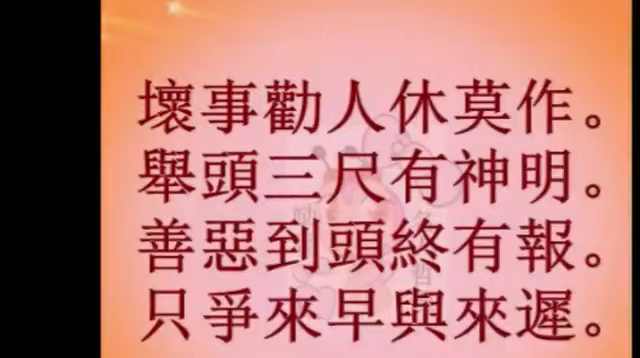 壞事勸人休莫作。
舉頭三尺有神明。
善惡到頭終有報。
只爭來早與來遲。